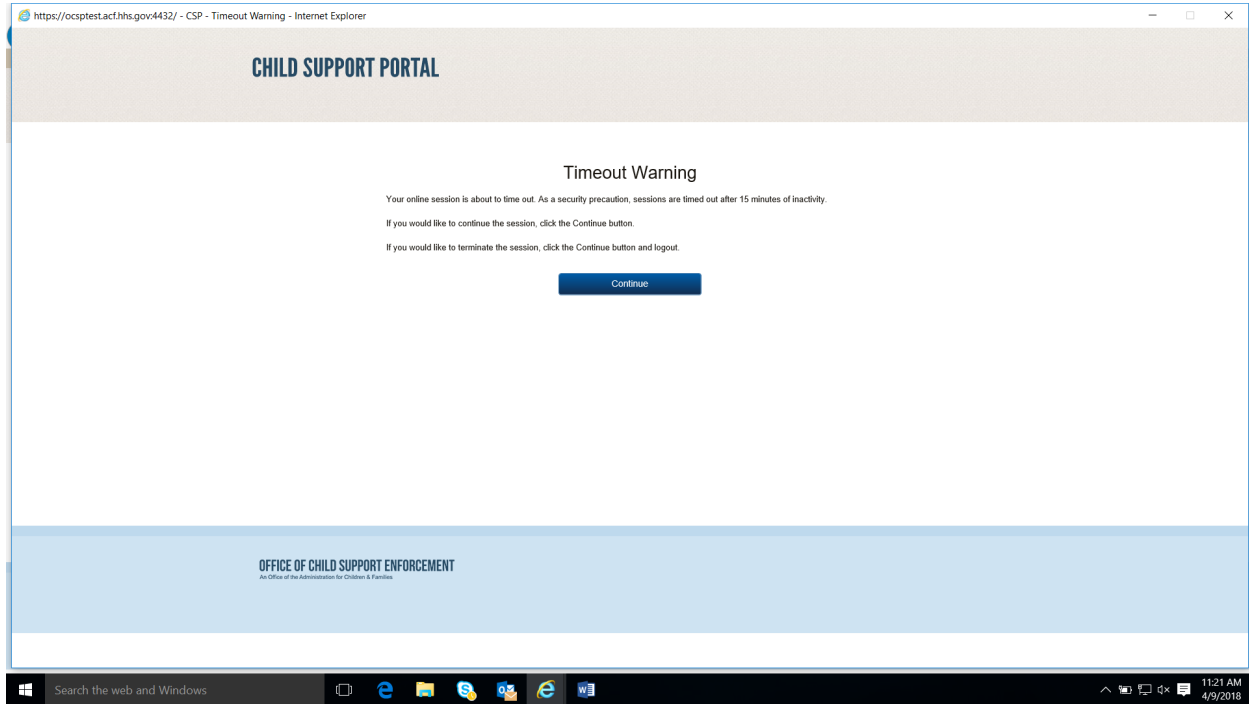 https://ocsptest.acf.hhs.gov:4432/ - CSP - Timeout Warning - Internet Explorer
CHILD SUPPORT PORTAL
Timeout Warning
Your online session is about to time out. As a security precaution, sessions are timed out after 15 minutes of inactivity.
If you would like to continue the session, click the Continue button.
If you would like to terminate the session, click the Continue button and logout.
Continue
OFFICE OF CHILD SUPPORT ENFORCEMENT
An Office of the Administration for Children & Families
Search the web and Windows
11:21 AM
4/9/2018